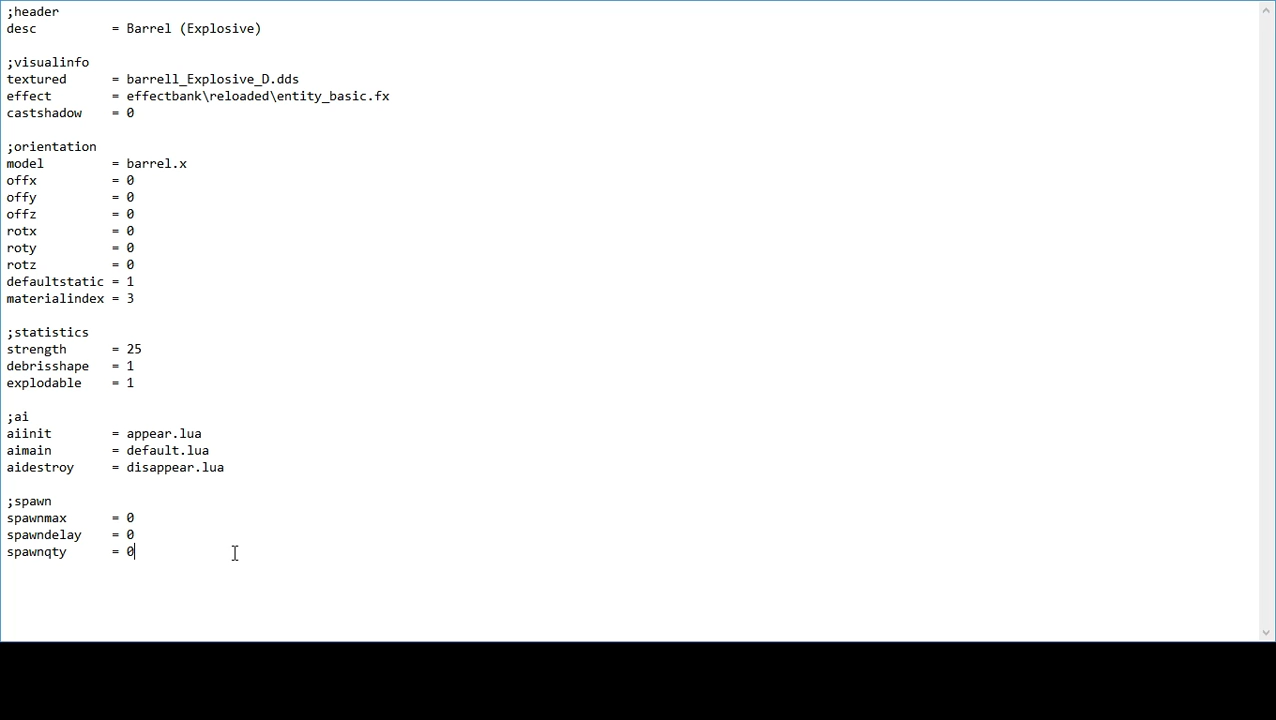 ;header
desc = Barrel (Explosive)
;visualinfo
textured = barrell_Explosive_D.dds
effect = effectbank\reloaded\entity_basic.fx
castshadow = 0
;orientation
model = barrel.x
offx = 0
offy = 0
offz = 0
rotx = 0
roty = 0
rotz = 0
defaultstatic = 1
materialindex = 3
;statistics
strength = 25
debrisshape = 1
explodable = 1
;ai
aiinit = appear.lua
aimain = default.lua
aidestroy = disappear.lua
;spawn
spawnmax = 0
spawndelay = 0
spawnqty = 0